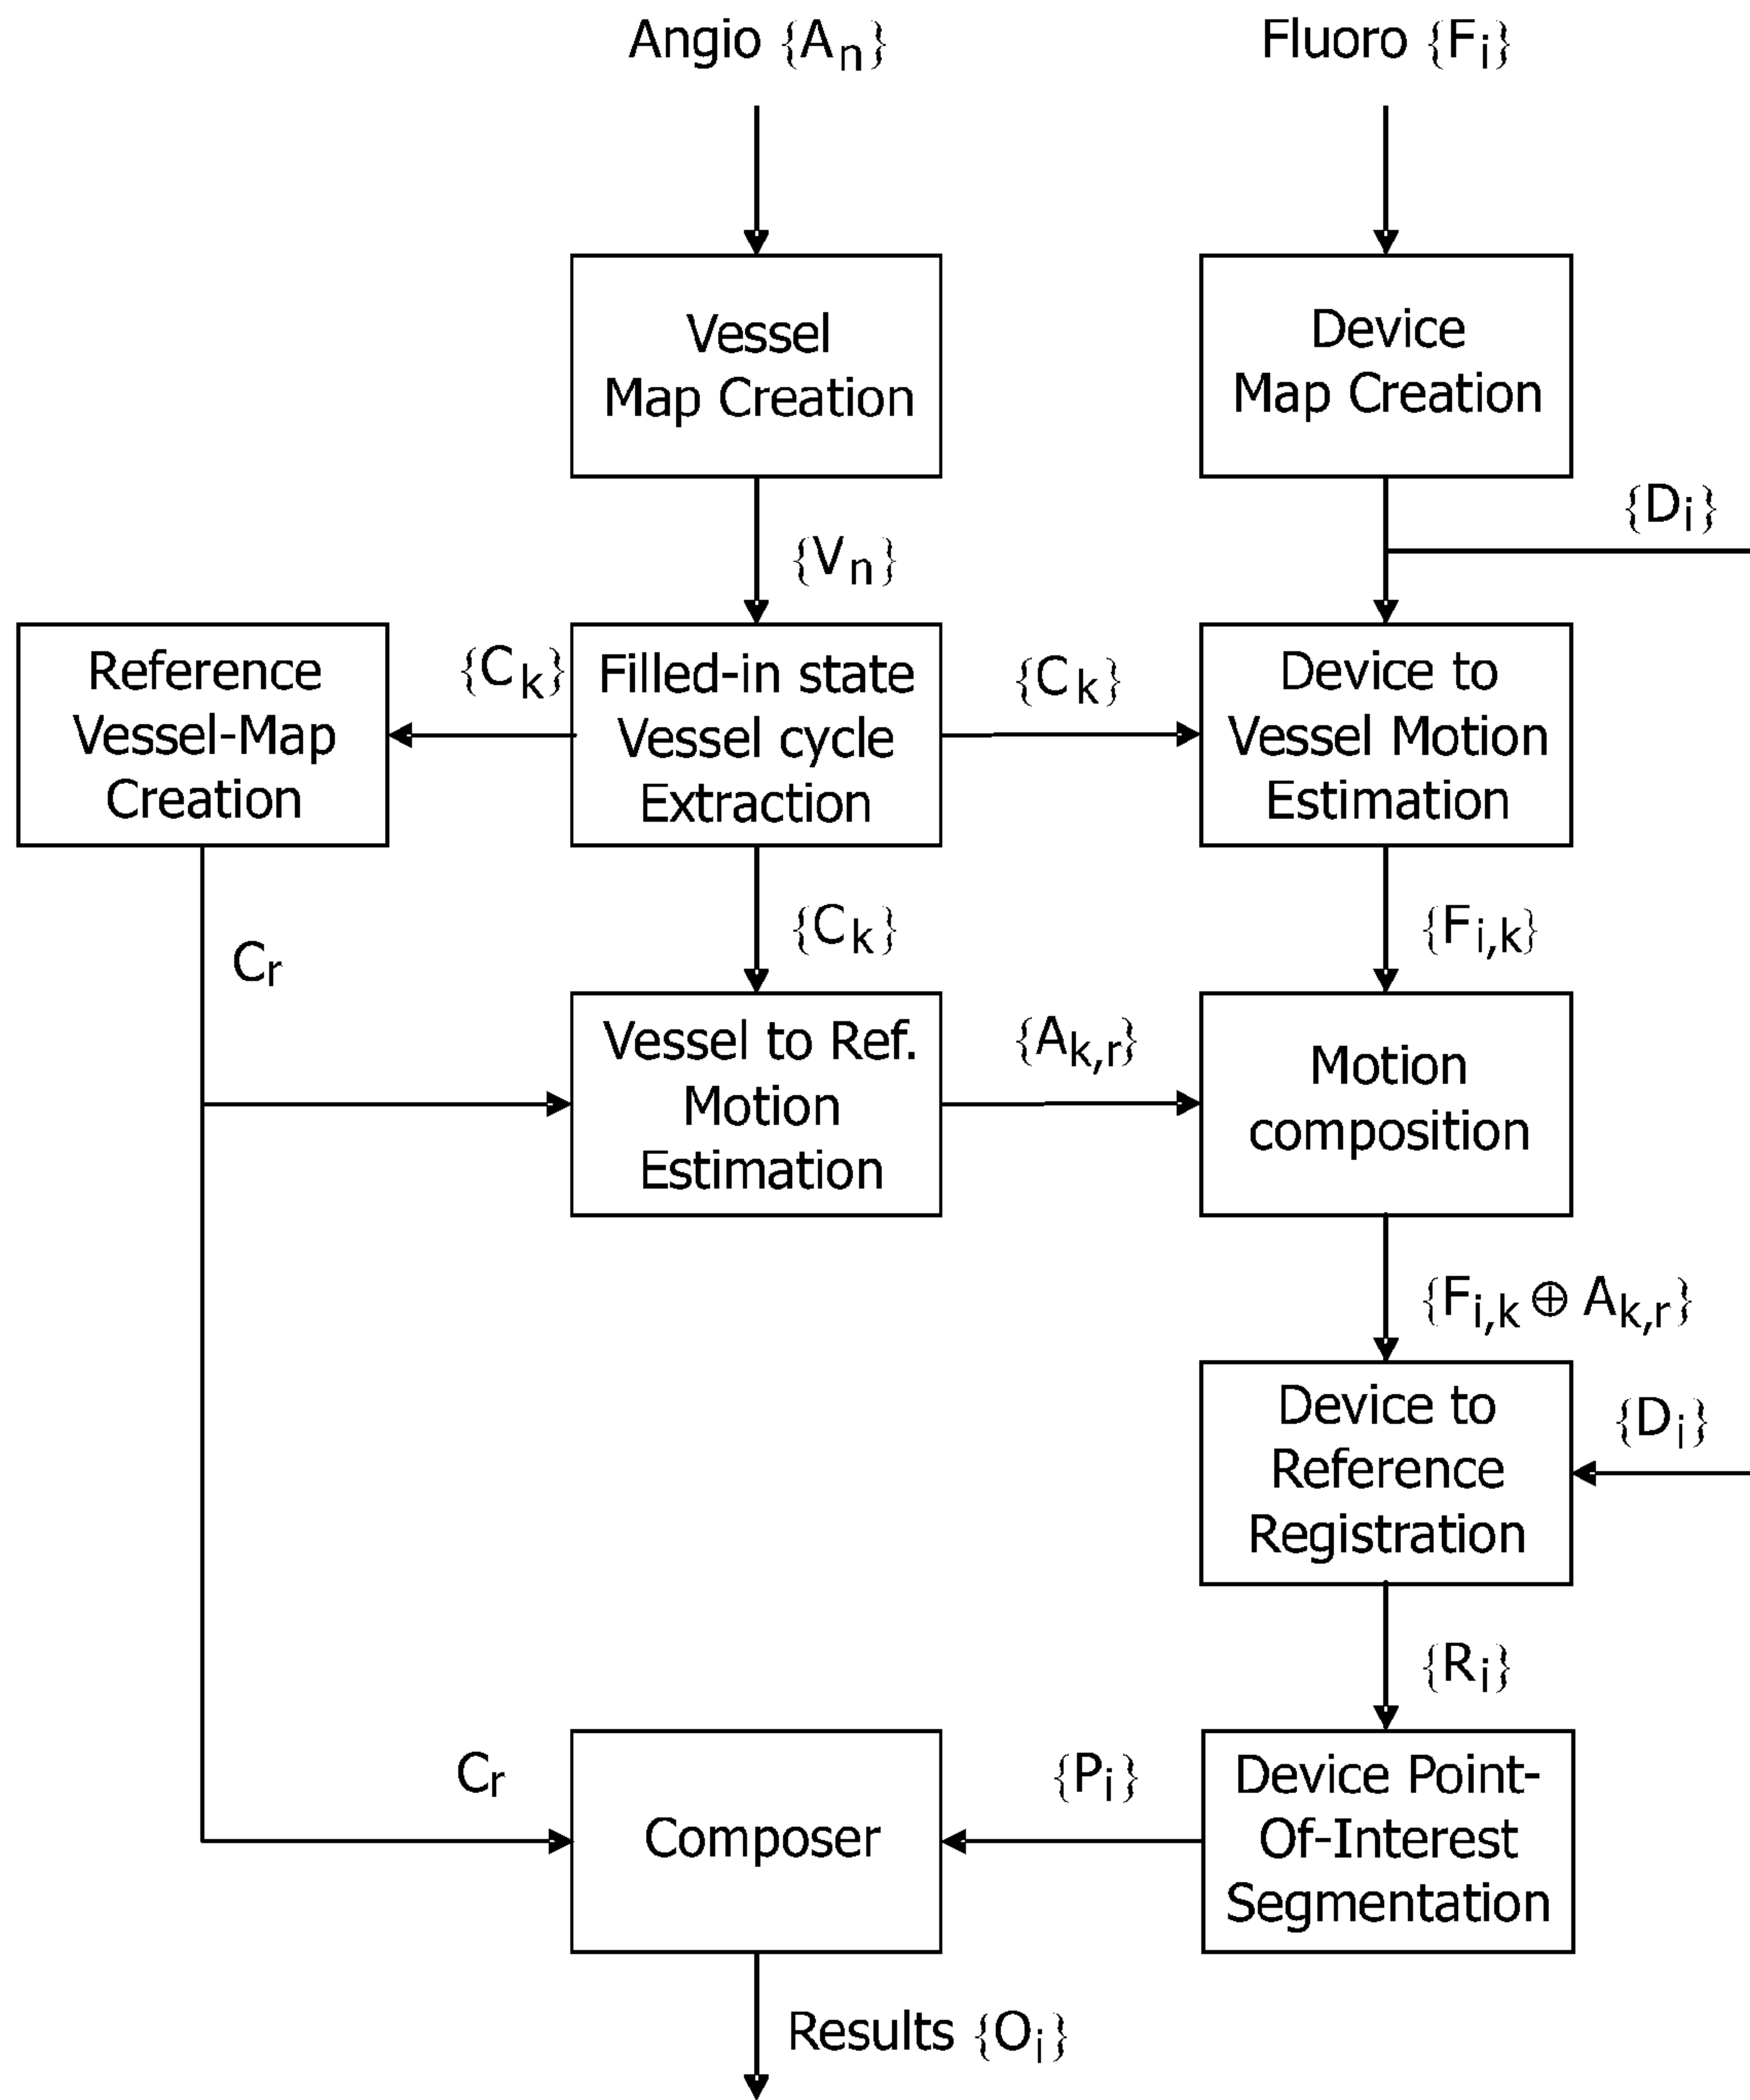 Angio {Aₙ}
Fluoro {Fᵢ}
Vessel
Map Creation
Device
Map Creation
{Dᵢ}
{Vₙ}
Reference
Vessel-Map
Creation
{Cₖ}
Filled-in state
Vessel cycle
Extraction
{Cₖ}
Device to
Vessel Motion
Estimation
Cᵣ
{Cₖ}
{Fᵢ,ₖ}
Vessel to Ref.
Motion
Estimation
{Aₖ,ᵣ}
Motion
composition
{Fᵢ,ₖ ⊕ Aₖ,ᵣ}
Device to
Reference
Registration
{Dᵢ}
{Rᵢ}
Cᵣ
Composer
{Pᵢ}
Device Point-
Of-Interest
Segmentation
Results {Oᵢ}